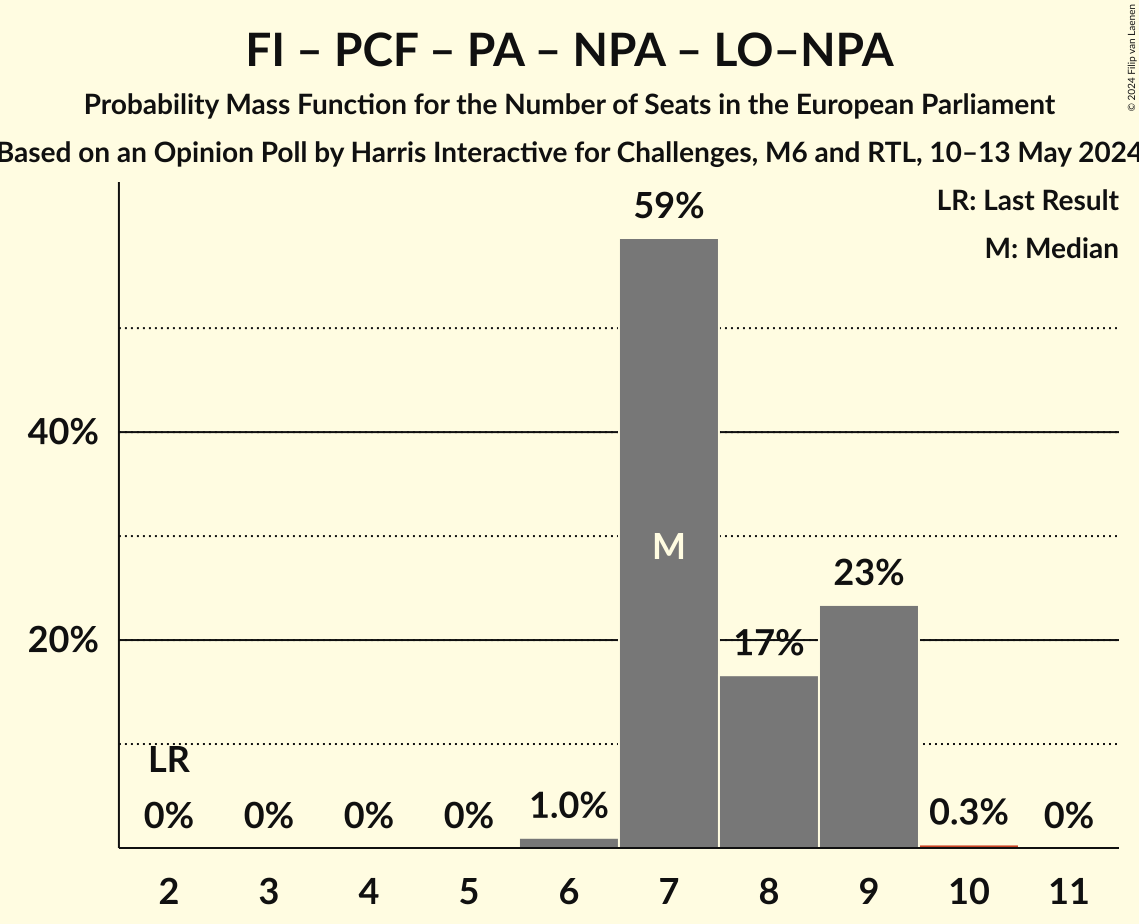 FI – PCF – PA – NPA – LO–NPA
Probability Mass Function for the Number of Seats in the European Parliament
Based on an Opinion Poll by Harris Interactive for Challenges, M6 and RTL, 10–13 May 2024
© 2024 Filip van Laenen
LR: Last Result
M: Median
59%
40%
M
23%
20%
17%
LR
0% 0% 0% 0% 1.0% 0.3% 0%
2 3 4 5 6 7 8 9 10 11